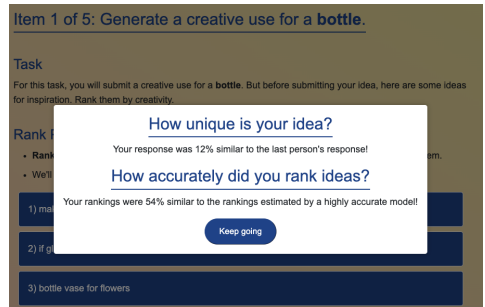 Item 1 of 5: Generate a creative use for a bottle.
Task
For this task, you will submit a creative use for a bottle. But before submitting your idea, here are some ideas
for inspiration. Rank them by creativity.
How unique is your idea?
Rank
Your response was 12% similar to the last person's response!
• Rank
• We'll
How accurately did you rank ideas?
Your rankings were 54% similar to the rankings estimated by a highly accurate model!
1)
Keep going
2) if
3) bottle vase for flowers